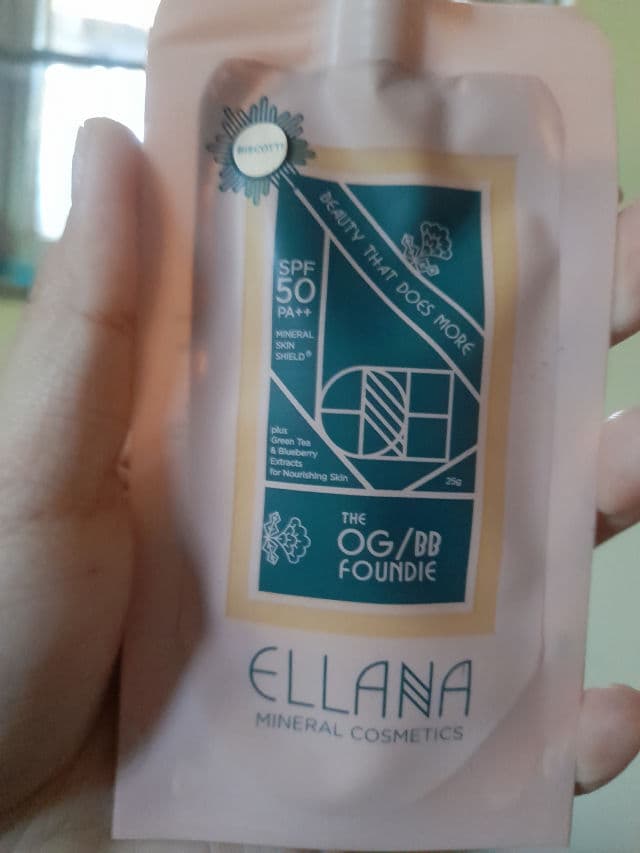 BISCOTTI
BEAUTY THAT DOES MORE
SPF
50
PA++
MINERAL
SKIN
SHIELD®
plus
Green Tea
& Blueberry
Extracts
for Nourishing Skin
25g
THE
OG/BB
FOUNDIE
ELLANA
MINERAL COSMETICS